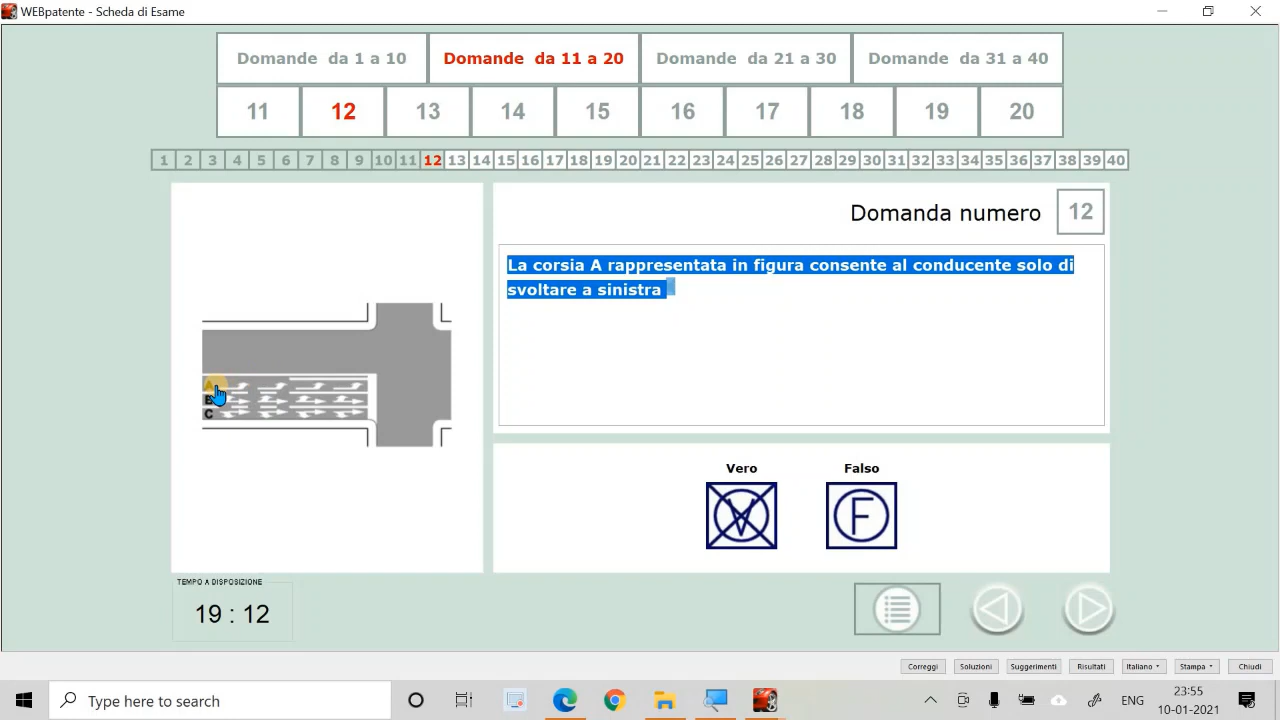 WEBpatente - Scheda di Esame
Domande da 1 a 10
Domande da 11 a 20
Domande da 21 a 30
Domande da 31 a 40
11 12 13 14 15 16 17 18 19 20
1 2 3 4 5 6 7 8 9 10 11 12 13 14 15 16 17 18 19 20 21 22 23 24 25 26 27 28 29 30 31 32 33 34 35 36 37 38 39 40
Domanda numero 12
La corsia A rappresentata in figura consente al conducente solo di
svoltare a sinistra
A
B
C
Vero Falso
V F
TEMPO A DISPOSIZIONE
19 : 12
Correggi Soluzioni Suggerimenti Risultati Italiano Stampa Chiudi
Type here to search
ENG
23:55
10-01-2021